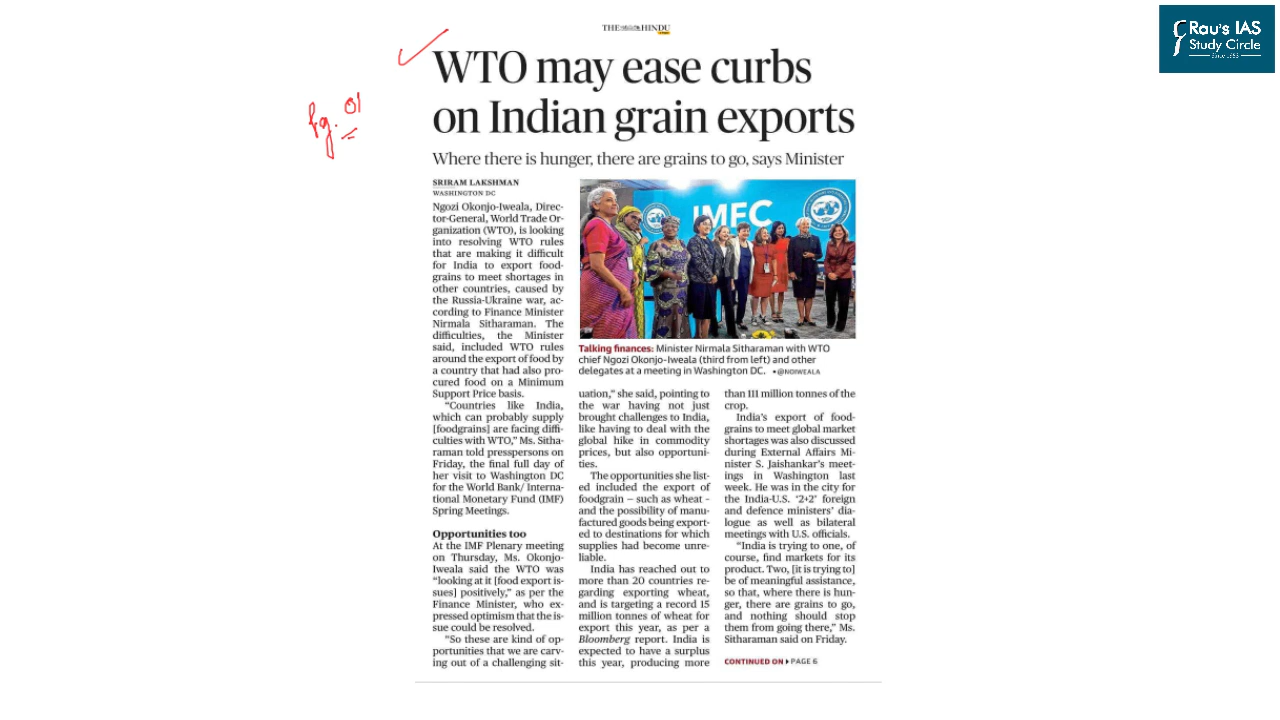 THE HINDU
Rau's IAS
Study Circle
Since 1953
WTO may ease curbs
on Indian grain exports
pg. 01
Where there is hunger, there are grains to go, says Minister
SRIRAM LAKSHMAN
WASHINGTON DC
Ngozi Okonjo-Iweala, Direc-
tor-General, World Trade Or-
ganization (WTO), is looking
into resolving WTO rules
that are making it difficult
for India to export food-
grains to meet shortages in
other countries, caused by
the Russia-Ukraine war, ac-
cording to Finance Minister
Nirmala Sitharaman. The
difficulties, the Minister
said, included WTO rules
around the export of food by
a country that had also pro-
cured food on a Minimum
Support Price basis.
“Countries like India,
which can probably supply
[foodgrains] are facing diffi-
culties with WTO,” Ms. Sitha-
raman told presspersons on
Friday, the final full day of
her visit to Washington DC
for the World Bank/ Interna-
tional Monetary Fund (IMF)
Spring Meetings.
Opportunities too
At the IMF Plenary meeting
on Thursday, Ms. Okonjo-
Iweala said the WTO was
“looking at it [food export is-
sues] positively,” as per the
Finance Minister, who ex-
pressed optimism that the is-
sue could be resolved.
“So these are kind of op-
portunities that we are carv-
ing out of a challenging sit-
IMFC
Talking finances: Minister Nirmala Sitharaman with WTO
chief Ngozi Okonjo-Iweala (third from left) and other
delegates at a meeting in Washington DC. • @NOIWEALA
uation,” she said, pointing to
the war having not just
brought challenges to India,
like having to deal with the
global hike in commodity
prices, but also opportuni-
ties.
The opportunities she list-
ed included the export of
foodgrain — such as wheat -
and the possibility of manu-
factured goods being export-
ed to destinations for which
supplies had become unre-
liable.
India has reached out to
more than 20 countries re-
garding exporting wheat,
and is targeting a record 15
million tonnes of wheat for
export this year, as per a
Bloomberg report. India is
expected to have a surplus
this year, producing more
than 111 million tonnes of the
crop.
India's export of food-
grains to meet global market
shortages was also discussed
during External Affairs Mi-
nister S. Jaishankar's meet-
ings in Washington last
week. He was in the city for
the India-U.S. ‘2+2’ foreign
and defence ministers' dia-
logue as well as bilateral
meetings with U.S. officials.
“India is trying to one, of
course, find markets for its
product. Two, [it is trying to]
be of meaningful assistance,
so that, where there is hun-
ger, there are grains to go,
and nothing should stop
them from going there,” Ms.
Sitharaman said on Friday.
CONTINUED ON PAGE 6